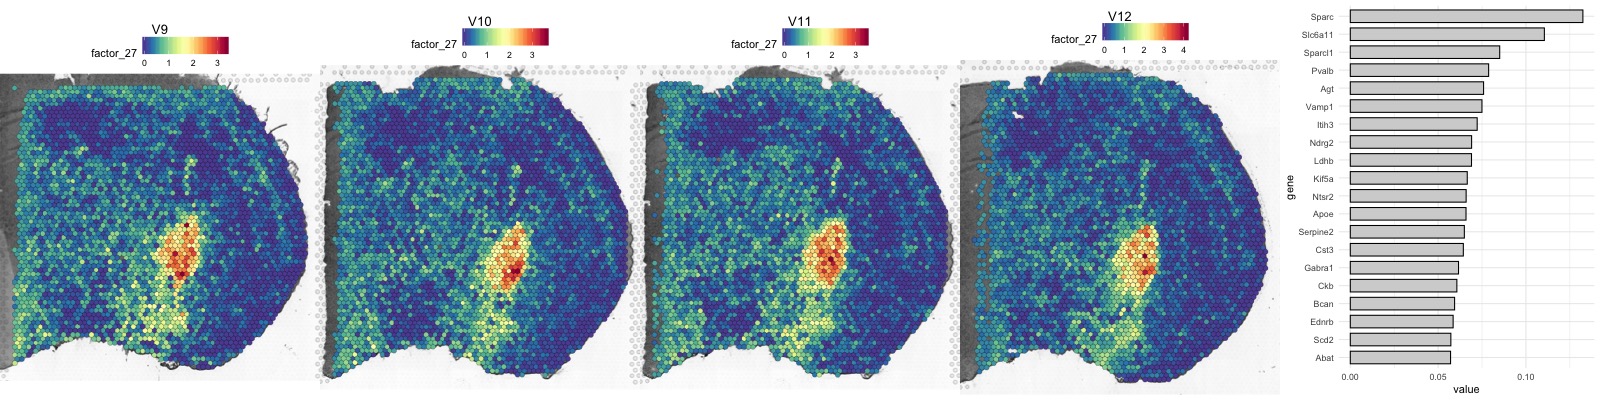 V9
factor_27
0 1 2 3
V10
factor_27
0 1 2 3
V11
factor_27
0 1 2 3
V12
factor_27
0 1 2 3 4
gene
Sparc
Slc6a11
Sparcl1
Pvalb
Agt
Vamp1
Itih3
Ndrg2
Ldhb
Kif5a
Ntsr2
Apoe
Serpine2
Cst3
Gabra1
Ckb
Bcan
Ednrb
Scd2
Abat
0.00 0.05 0.10
value